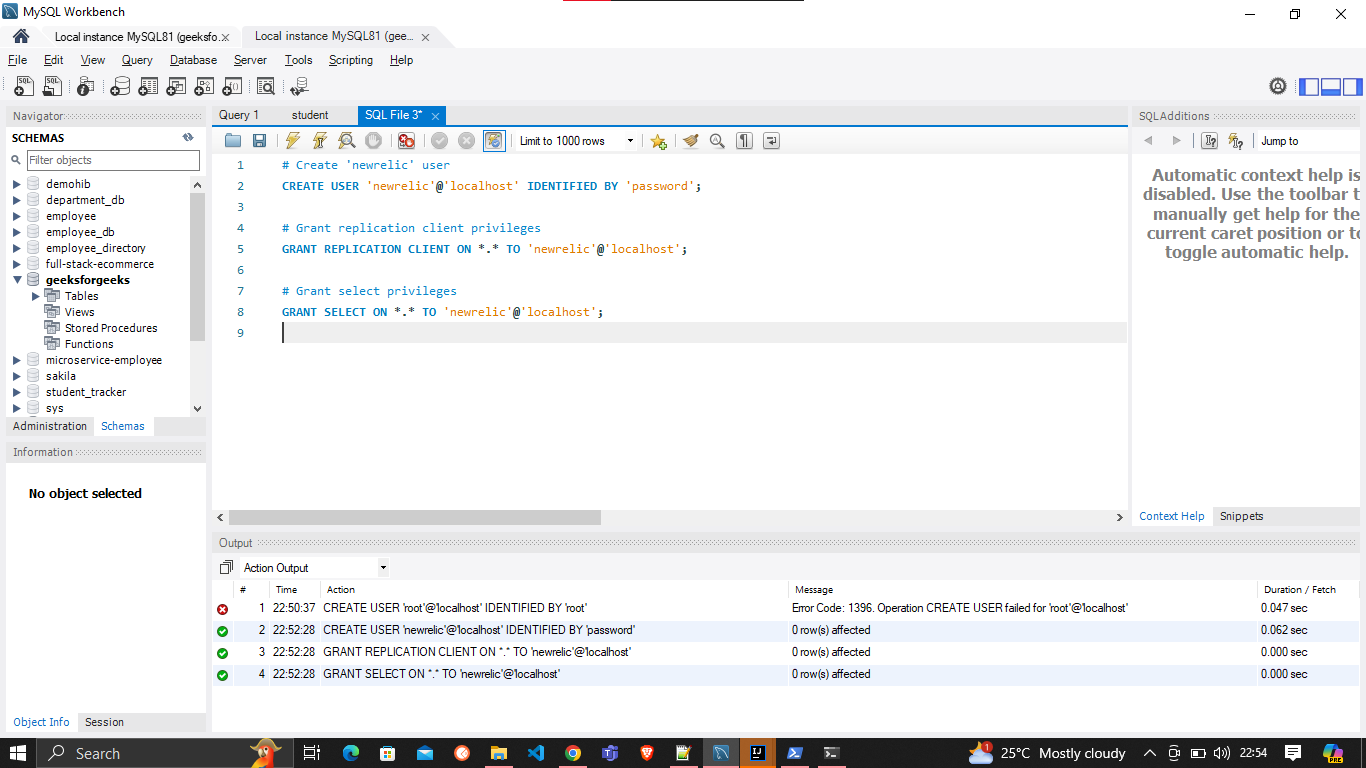 MySQL Workbench
Local instance MySQL81 (geeksfo...
Local instance MySQL81 (gee...
File Edit View Query Database Server Tools Scripting Help
Navigator
SCHEMAS
Filter objects
demohib
department_db
employee
employee_db
employee_directory
full-stack-ecommerce
geeksforgeeks
Tables
Views
Stored Procedures
Functions
microservice-employee
sakila
student_tracker
sys
Administration Schemas
Information
No object selected
Object Info Session
Query 1 student SQL File 3*
Limit to 1000 rows
1 # Create 'newrelic' user
2 CREATE USER 'newrelic'@'localhost' IDENTIFIED BY 'password';
3
4 # Grant replication client privileges
5 GRANT REPLICATION CLIENT ON *.* TO 'newrelic'@'localhost';
6
7 # Grant select privileges
8 GRANT SELECT ON *.* TO 'newrelic'@'localhost';
9
SQLAdditions
Jump to
Automatic context help is
disabled. Use the toolbar t
manually get help for the
current caret position or to
toggle automatic help.
Context Help Snippets
Output
Action Output
# Time Action Message Duration / Fetch
1 22:50:37 CREATE USER 'root'@'localhost' IDENTIFIED BY 'root' Error Code: 1396. Operation CREATE USER failed for 'root'@'localhost' 0.047 sec
2 22:52:28 CREATE USER 'newrelic'@'localhost' IDENTIFIED BY 'password' 0 row(s) affected 0.062 sec
3 22:52:28 GRANT REPLICATION CLIENT ON *.* TO 'newrelic'@'localhost' 0 row(s) affected 0.000 sec
4 22:52:28 GRANT SELECT ON *.* TO 'newrelic'@'localhost' 0 row(s) affected 0.000 sec
Search
1 25°C Mostly cloudy 22:54
PRE